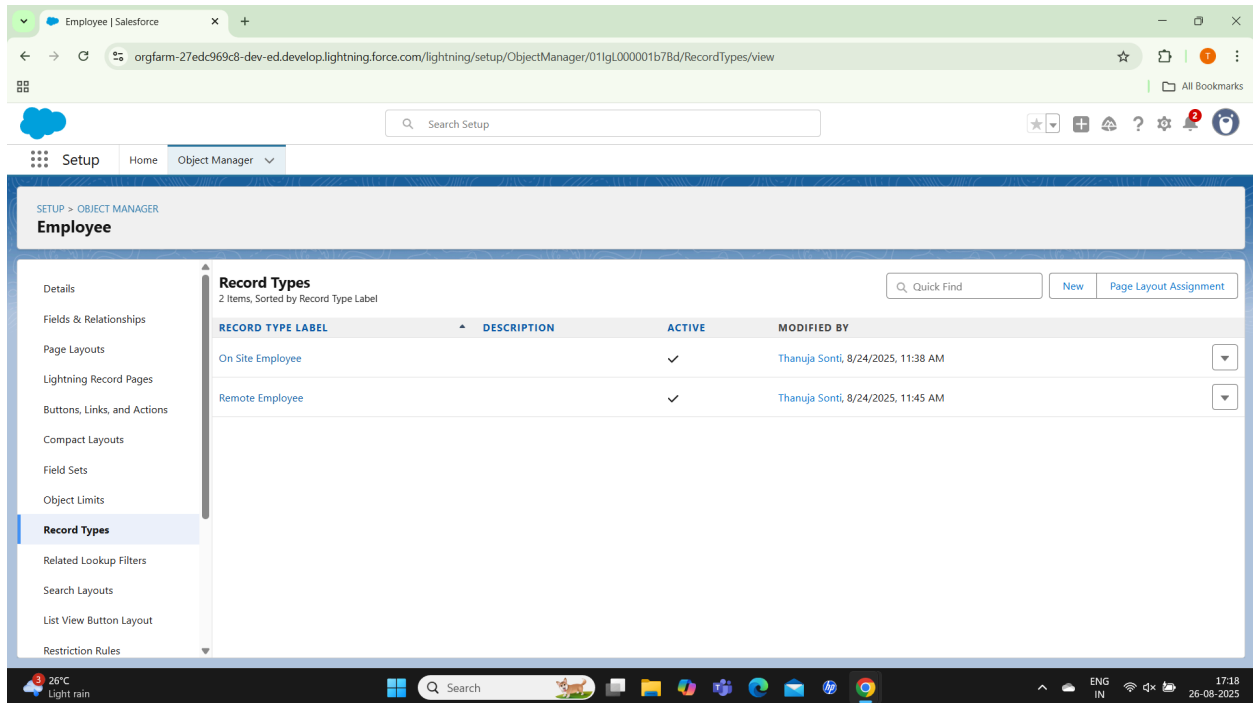 Employee | Salesforce
orgfarm-27edc969c8-dev-ed.develop.lightning.force.com/lightning/setup/ObjectManager/01IgL000001b7Bd/RecordTypes/view
T
All Bookmarks
Search Setup
2
Setup Home Object Manager
SETUP > OBJECT MANAGER
Employee
Details
Fields & Relationships
Page Layouts
Lightning Record Pages
Buttons, Links, and Actions
Compact Layouts
Field Sets
Object Limits
Record Types
Related Lookup Filters
Search Layouts
List View Button Layout
Restriction Rules
Record Types
2 Items, Sorted by Record Type Label
Quick Find
New
Page Layout Assignment
RECORD TYPE LABEL DESCRIPTION ACTIVE MODIFIED BY
On Site Employee Thanuja Sonti, 8/24/2025, 11:38 AM
Remote Employee Thanuja Sonti, 8/24/2025, 11:45 AM
3
26°C
Light rain
Search
hp
ENG
IN
17:18
26-08-2025